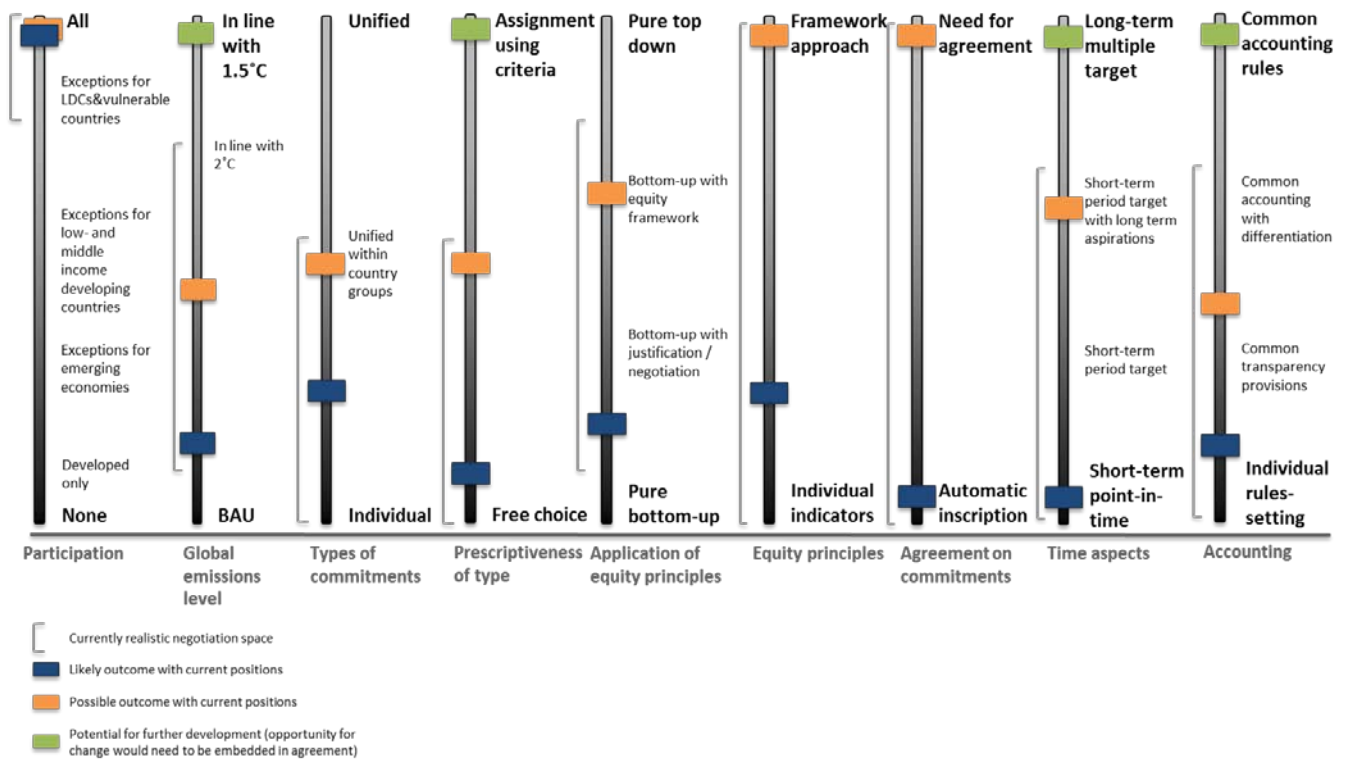 All
Exceptions for
LDCs&vulnerable
countries
Exceptions for
low- and
middle
income
developing
countries
Exceptions for
emerging
economies
Developed
only
None
Participation
In line
with
1.5˚C
In line with
2˚C
BAU
Global
emissions
level
Unified
Unified
within
country
groups
Individual
Types of
commitments
Assignment
using
criteria
Free choice
Prescriptiveness
of type
Pure top
down
Bottom-up with
equity
framework
Bottom-up with
justification /
negotiation
Pure
bottom-up
Application of
equity principles
Framework
approach
Individual
indicators
Equity principles
Need for
agreement
Automatic
inscription
Agreement on
commitments
Long-term
multiple
target
Short-term
period target
with long term
aspirations
Short-term
period target
Short-term
point-in-
time
Time aspects
Common
accounting
rules
Common
accounting
with
differentiation
Common
transparency
provisions
Individual
rules-
setting
Accounting
Currently realistic negotiation space
Likely outcome with current positions
Possible outcome with current positions
Potential for further development (opportunity for
change would need to be embedded in agreement)